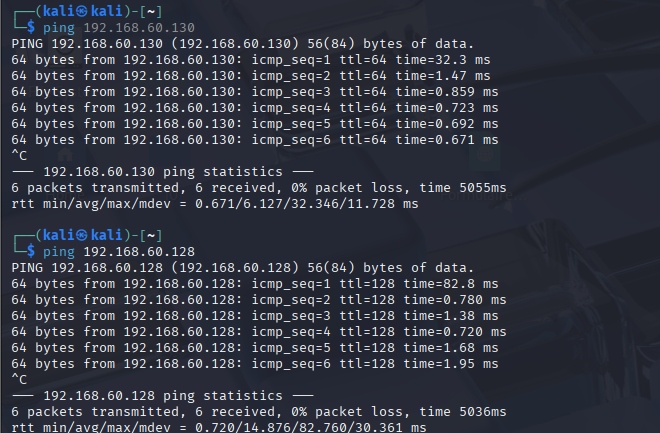 ┌──(kali㉿kali)-[~]
└─$ ping 192.168.60.130
PING 192.168.60.130 (192.168.60.130) 56(84) bytes of data.
64 bytes from 192.168.60.130: icmp_seq=1 ttl=64 time=32.3 ms
64 bytes from 192.168.60.130: icmp_seq=2 ttl=64 time=1.47 ms
64 bytes from 192.168.60.130: icmp_seq=3 ttl=64 time=0.859 ms
64 bytes from 192.168.60.130: icmp_seq=4 ttl=64 time=0.723 ms
64 bytes from 192.168.60.130: icmp_seq=5 ttl=64 time=0.692 ms
64 bytes from 192.168.60.130: icmp_seq=6 ttl=64 time=0.671 ms
^C
--- 192.168.60.130 ping statistics ---
6 packets transmitted, 6 received, 0% packet loss, time 5055ms
rtt min/avg/max/mdev = 0.671/6.127/32.346/11.728 ms
┌──(kali㉿kali)-[~]
└─$ ping 192.168.60.128
PING 192.168.60.128 (192.168.60.128) 56(84) bytes of data.
64 bytes from 192.168.60.128: icmp_seq=1 ttl=128 time=82.8 ms
64 bytes from 192.168.60.128: icmp_seq=2 ttl=128 time=0.780 ms
64 bytes from 192.168.60.128: icmp_seq=3 ttl=128 time=1.38 ms
64 bytes from 192.168.60.128: icmp_seq=4 ttl=128 time=0.720 ms
64 bytes from 192.168.60.128: icmp_seq=5 ttl=128 time=1.68 ms
64 bytes from 192.168.60.128: icmp_seq=6 ttl=128 time=1.95 ms
^C
--- 192.168.60.128 ping statistics ---
6 packets transmitted, 6 received, 0% packet loss, time 5036ms
rtt min/avg/max/mdev = 0.720/14.876/82.760/30.361 ms